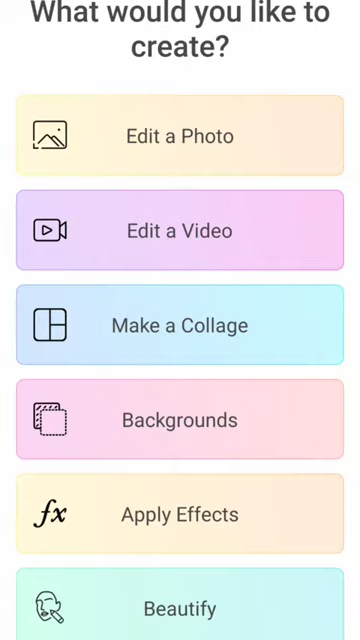 What would you like to
create?
Edit a Photo
Edit a Video
Make a Collage
Backgrounds
fx
Apply Effects
Beautify